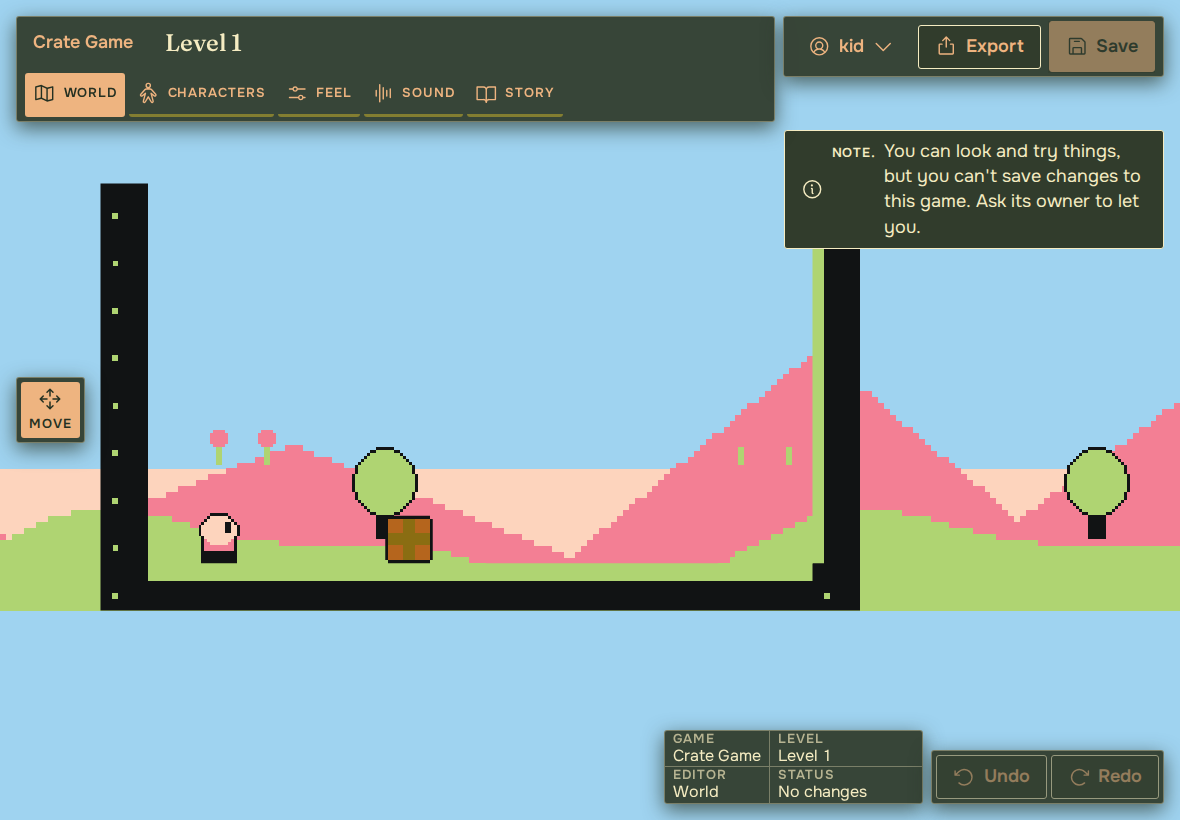 Crate Game
Level 1
WORLD
CHARACTERS
FEEL
SOUND
STORY
kid
Export
Save
NOTE. You can look and try things,
but you can't save changes to
this game. Ask its owner to let
you.
MOVE
GAME
Crate Game
LEVEL
Level 1
EDITOR
World
STATUS
No changes
Undo
Redo